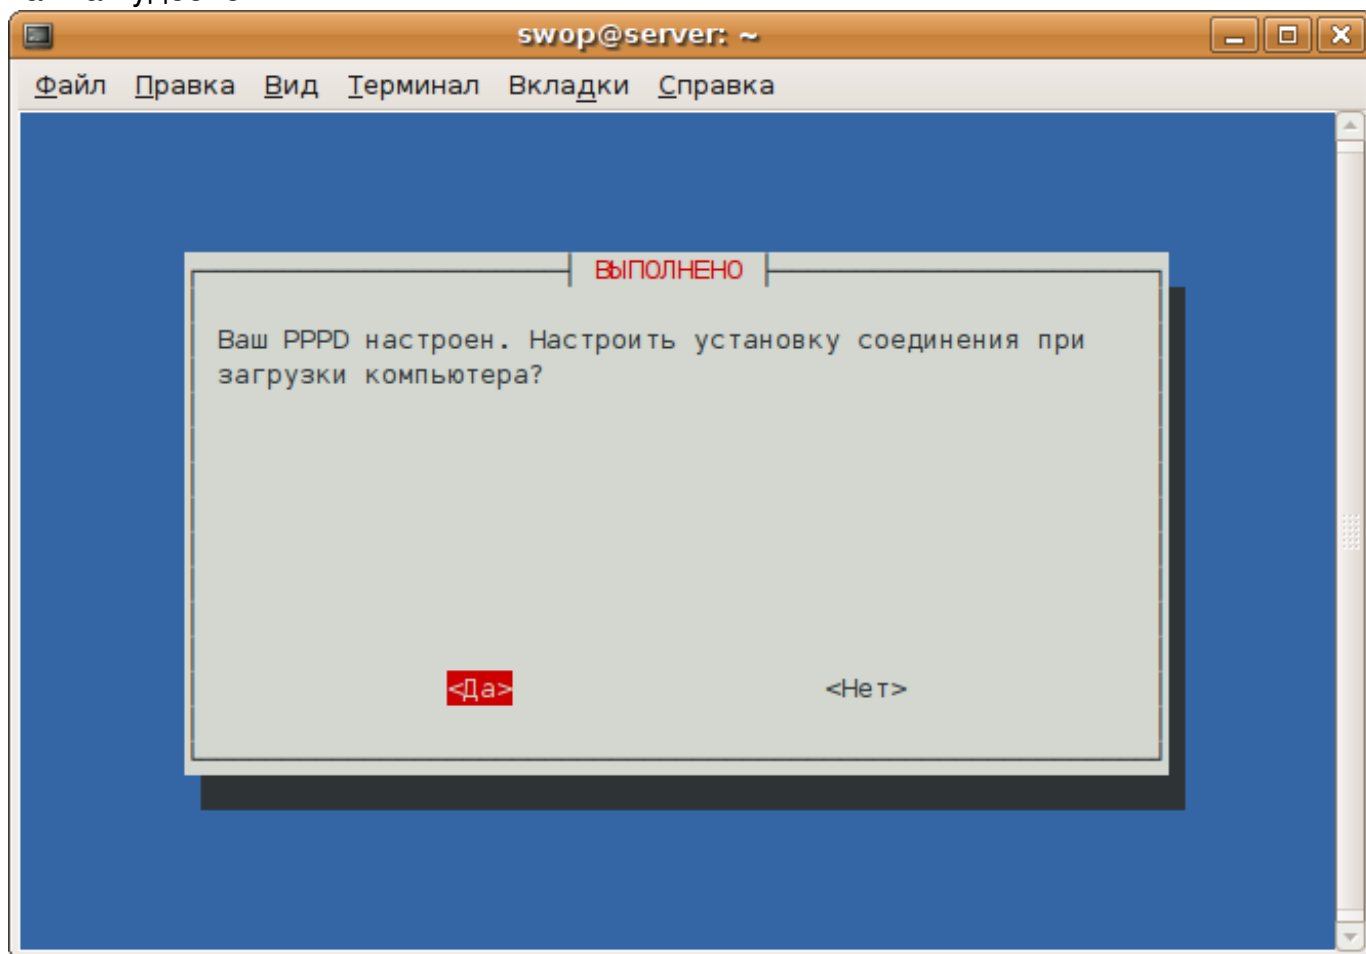 swop@server: ~
Файл Правка Вид Терминал Вкладки Справка
ВЫПОЛНЕНО
Ваш PPPD настроен. Настроить установку соединения при
загрузки компьютера?
<Да> <Нет>